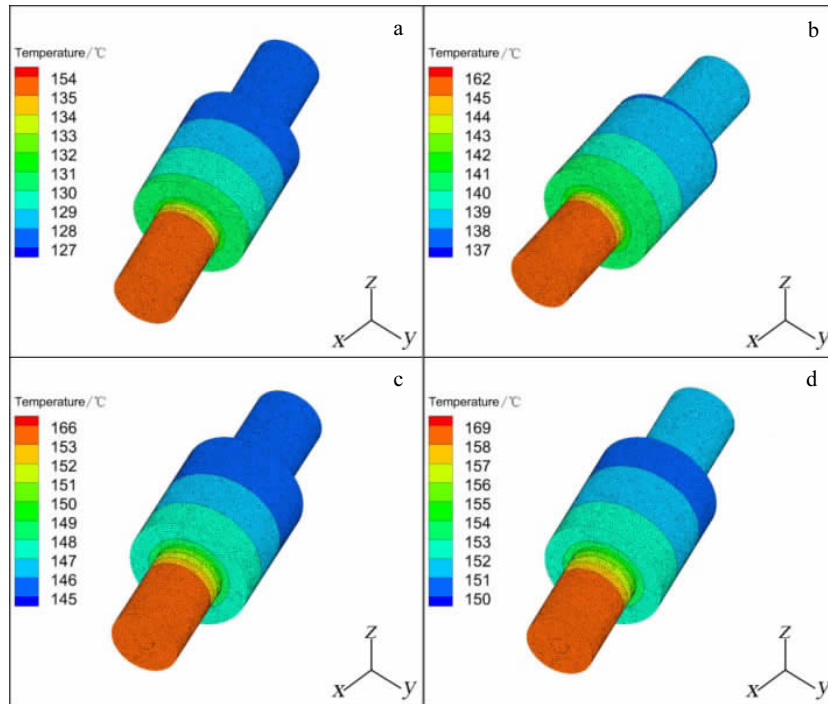 a
Temperature/℃
154
135
134
133
132
130
129
128
127
z
x
y
b
Temperature/℃
162
145
144
142
141
140
139
138
137
z
x
y
c
Temperature/℃
166
153
152
151
150
149
148
147
146
145
z
x
y
d
Temperature/℃
169
158
157
156
155
154
153
152
151
150
z
x
y